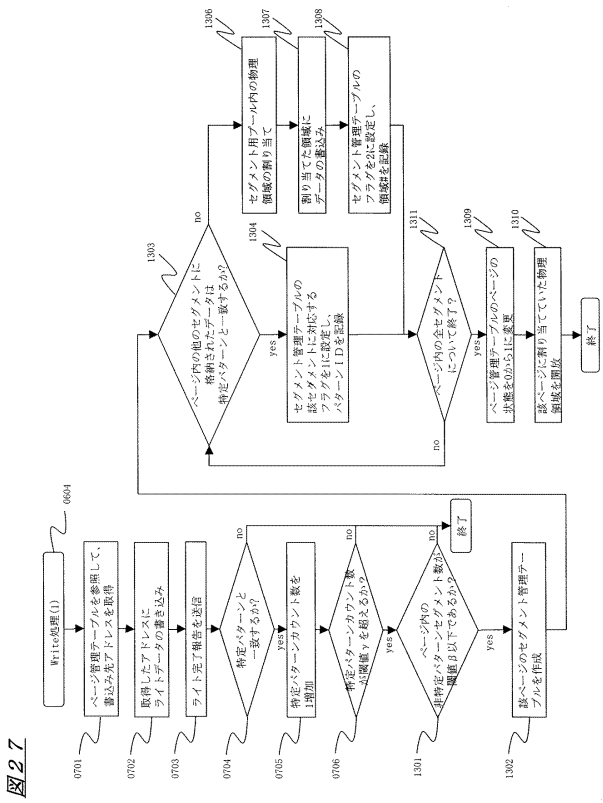 図27
Write処理(1)
0604
ページ管理テーブルを参照して、
書込み先アドレスを取得
0701
取得したアドレスに
ライトデータの書き込み
0702
ライト完了報告を送信
0703
特定パターンと
一致するか?
0704
no
yes
特定パターンカウント数を
1増加
0705
特定パターンカウント数
が閾値γを超えるか?
0706
no
yes
ページ内の
非特定パターンセグメント数が
閾値β以下であるか?
1301
no
yes
終了
該ページのセグメント管理テー
ブルを作成
1302
ページ内の他のセグメントに
格納されたデータは
特定パターンと一致するか?
1303
no
yes
セグメント管理テーブルの
該セグメントに対応する
フラグを1に設定し、
パターンIDを記録
1304
セグメント用プール内の物理
領域の割り当て
1306
割り当てた領域に
データの書込み
1307
セグメント管理テーブルの
フラグを2に設定し、
領域#を記録
1308
ページ内の全セグメント
について終了?
1311
no
yes
ページ管理テーブルのページの
状態を0から1に変更
1309
該ページに割り当てていた物理
領域を開放
1310
終了